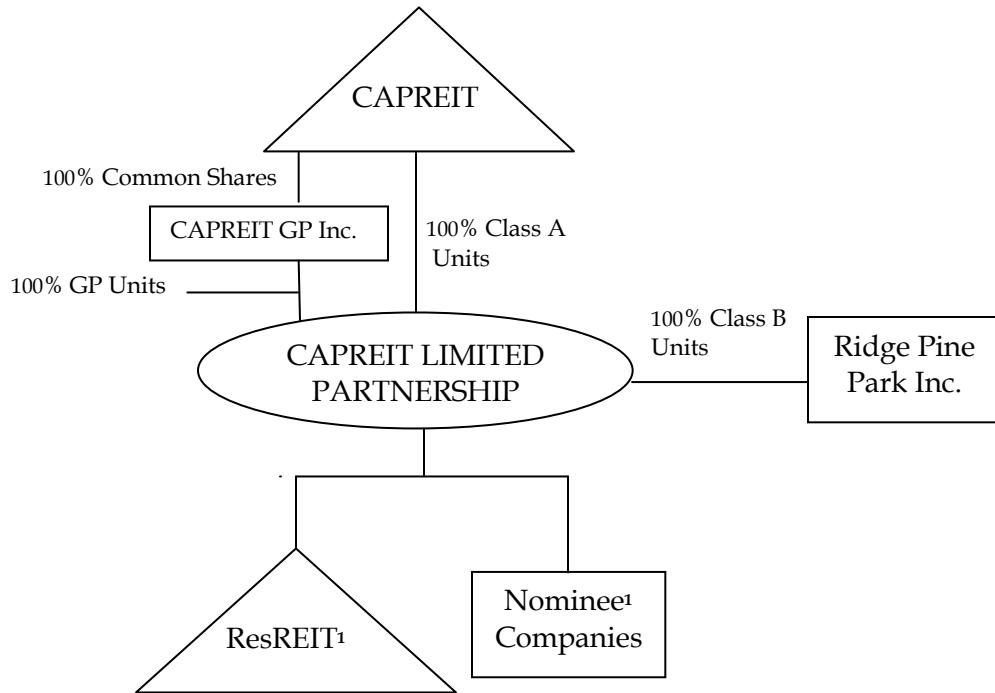 CAPREIT
100% Common Shares
CAPREIT GP Inc.
100% Class A
Units
100% GP Units
100% Class B
Units
CAPREIT LIMITED
PARTNERSHIP
Ridge Pine
Park Inc.
ResREIT¹
Nominee¹
Companies